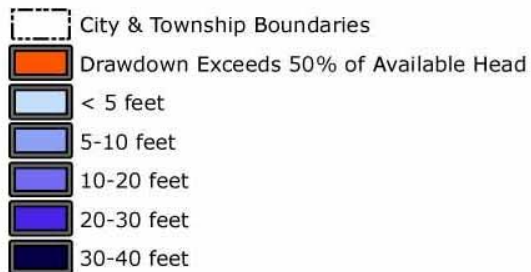 City & Township Boundaries
Drawdown Exceeds 50% of Available Head
< 5 feet
5-10 feet
10-20 feet
20-30 feet
30-40 feet